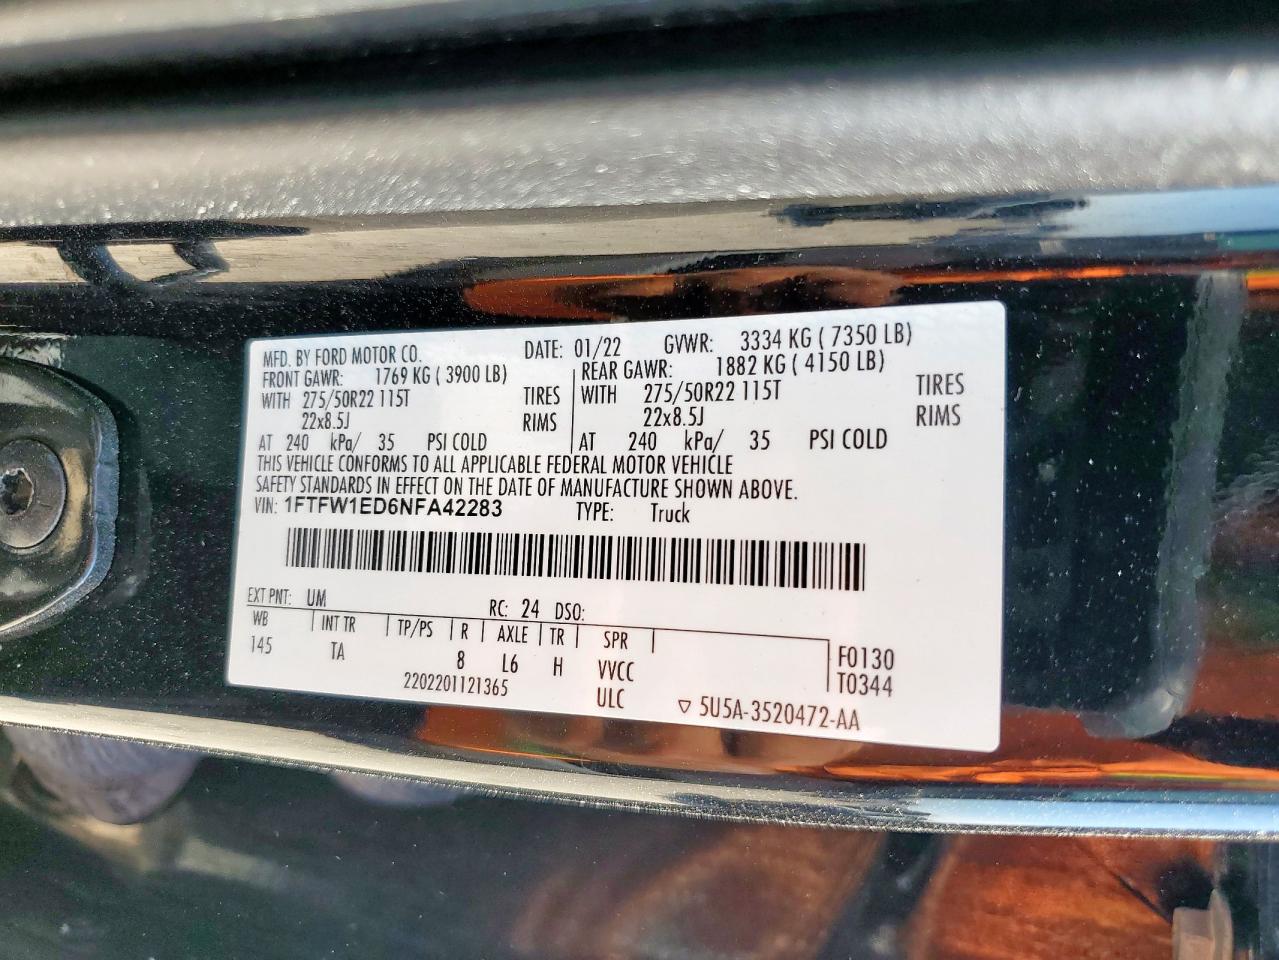 MFD. BY FORD MOTOR CO. DATE: 01/22 GVWR: 3334 KG ( 7350 LB)
FRONT GAWR: 1769 KG ( 3900 LB) REAR GAWR: 1882 KG ( 4150 LB)
WITH 275/50R22 115T TIRES WITH 275/50R22 115T TIRES
22x8.5J RIMS 22x8.5J RIMS
AT 240 kPa/ 35 PSI COLD AT 240 kPa/ 35 PSI COLD
THIS VEHICLE CONFORMS TO ALL APPLICABLE FEDERAL MOTOR VEHICLE
SAFETY STANDARDS IN EFFECT ON THE DATE OF MANUFACTURE SHOWN ABOVE.
VIN: 1FTFW1ED6NFA42283 TYPE: Truck
EXT PNT: UM RC: 24 DSO:
WB INT TR TP/PS R AXLE TR SPR
145 TA 8 L6 H VVCC F0130
2202201121365 ULC T0344
▽ 5U5A-3520472-AA